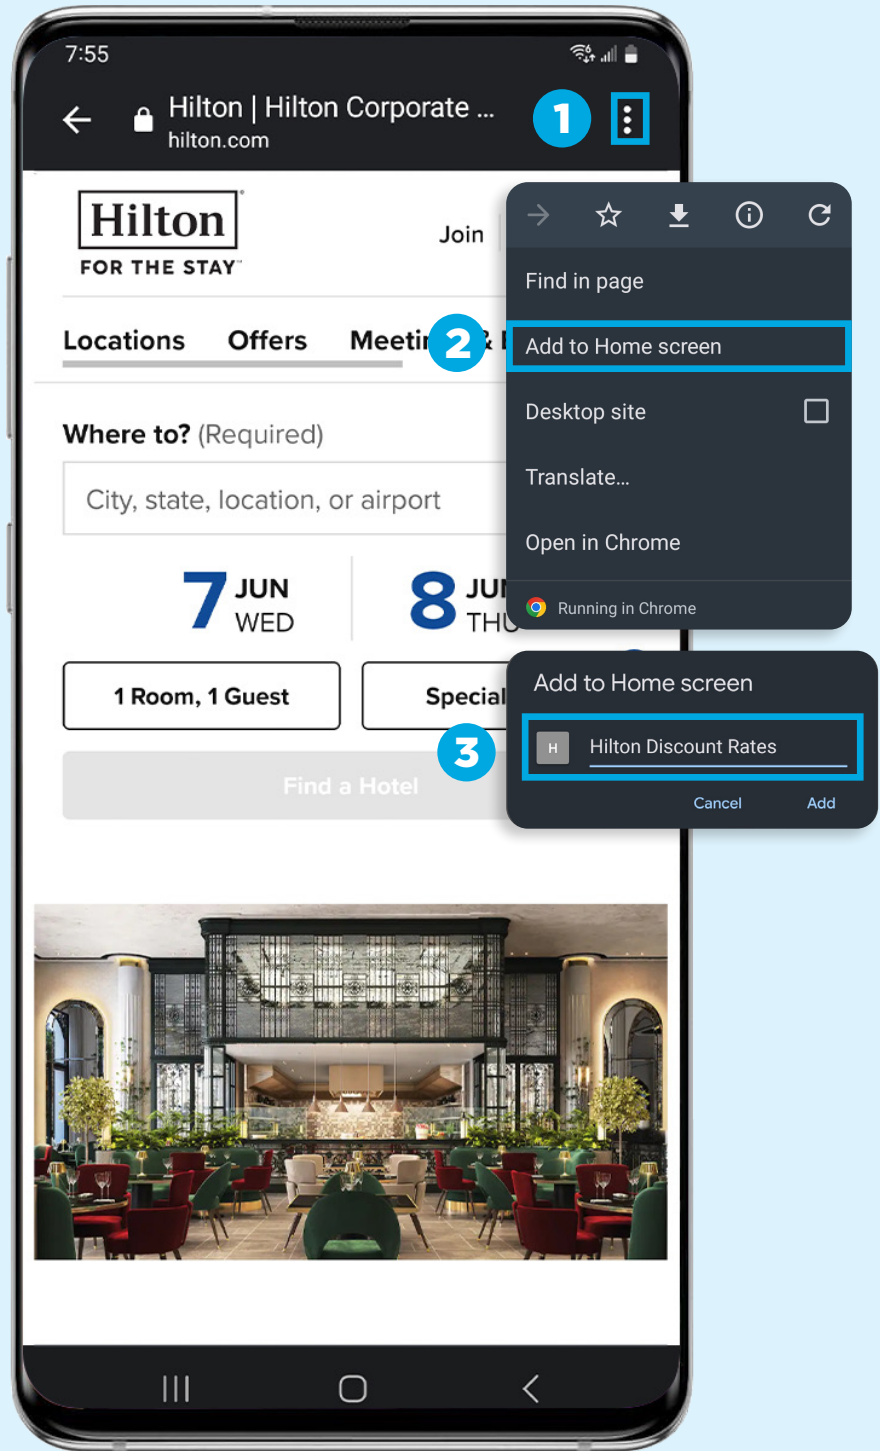 7:55
Hilton | Hilton Corporate ...
hilton.com
1
Hilton
FOR THE STAY
Join
Find in page
Locations Offers
2
Add to Home screen
Desktop site
Where to? (Required)
Translate...
City, state, location, or airport
Open in Chrome
7 JUN WED
8 THU
Running in Chrome
Add to Home screen
1 Room, 1 Guest
Special
3
H Hilton Discount Rates
Find a Hotel
Cancel Add